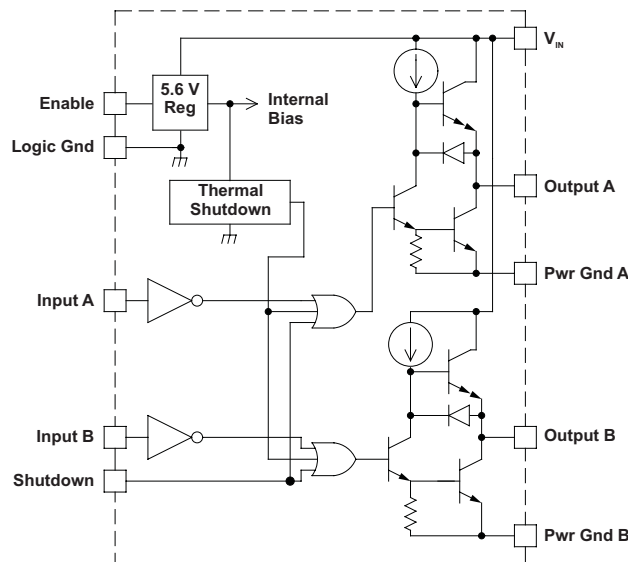 V_IN
5.6 V
Reg
Enable
Internal
Bias
Logic Gnd
Thermal
Shutdown
Output A
Pwr Gnd A
Input A
Input B
Output B
Shutdown
Pwr Gnd B